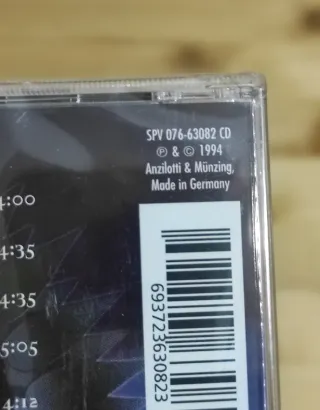 SPV 076-63082 CD
℗ & © 1994
Anzilotti & Münzing,
Made in Germany
4:00
4:35
4:35
5:05
4:12
693723630823